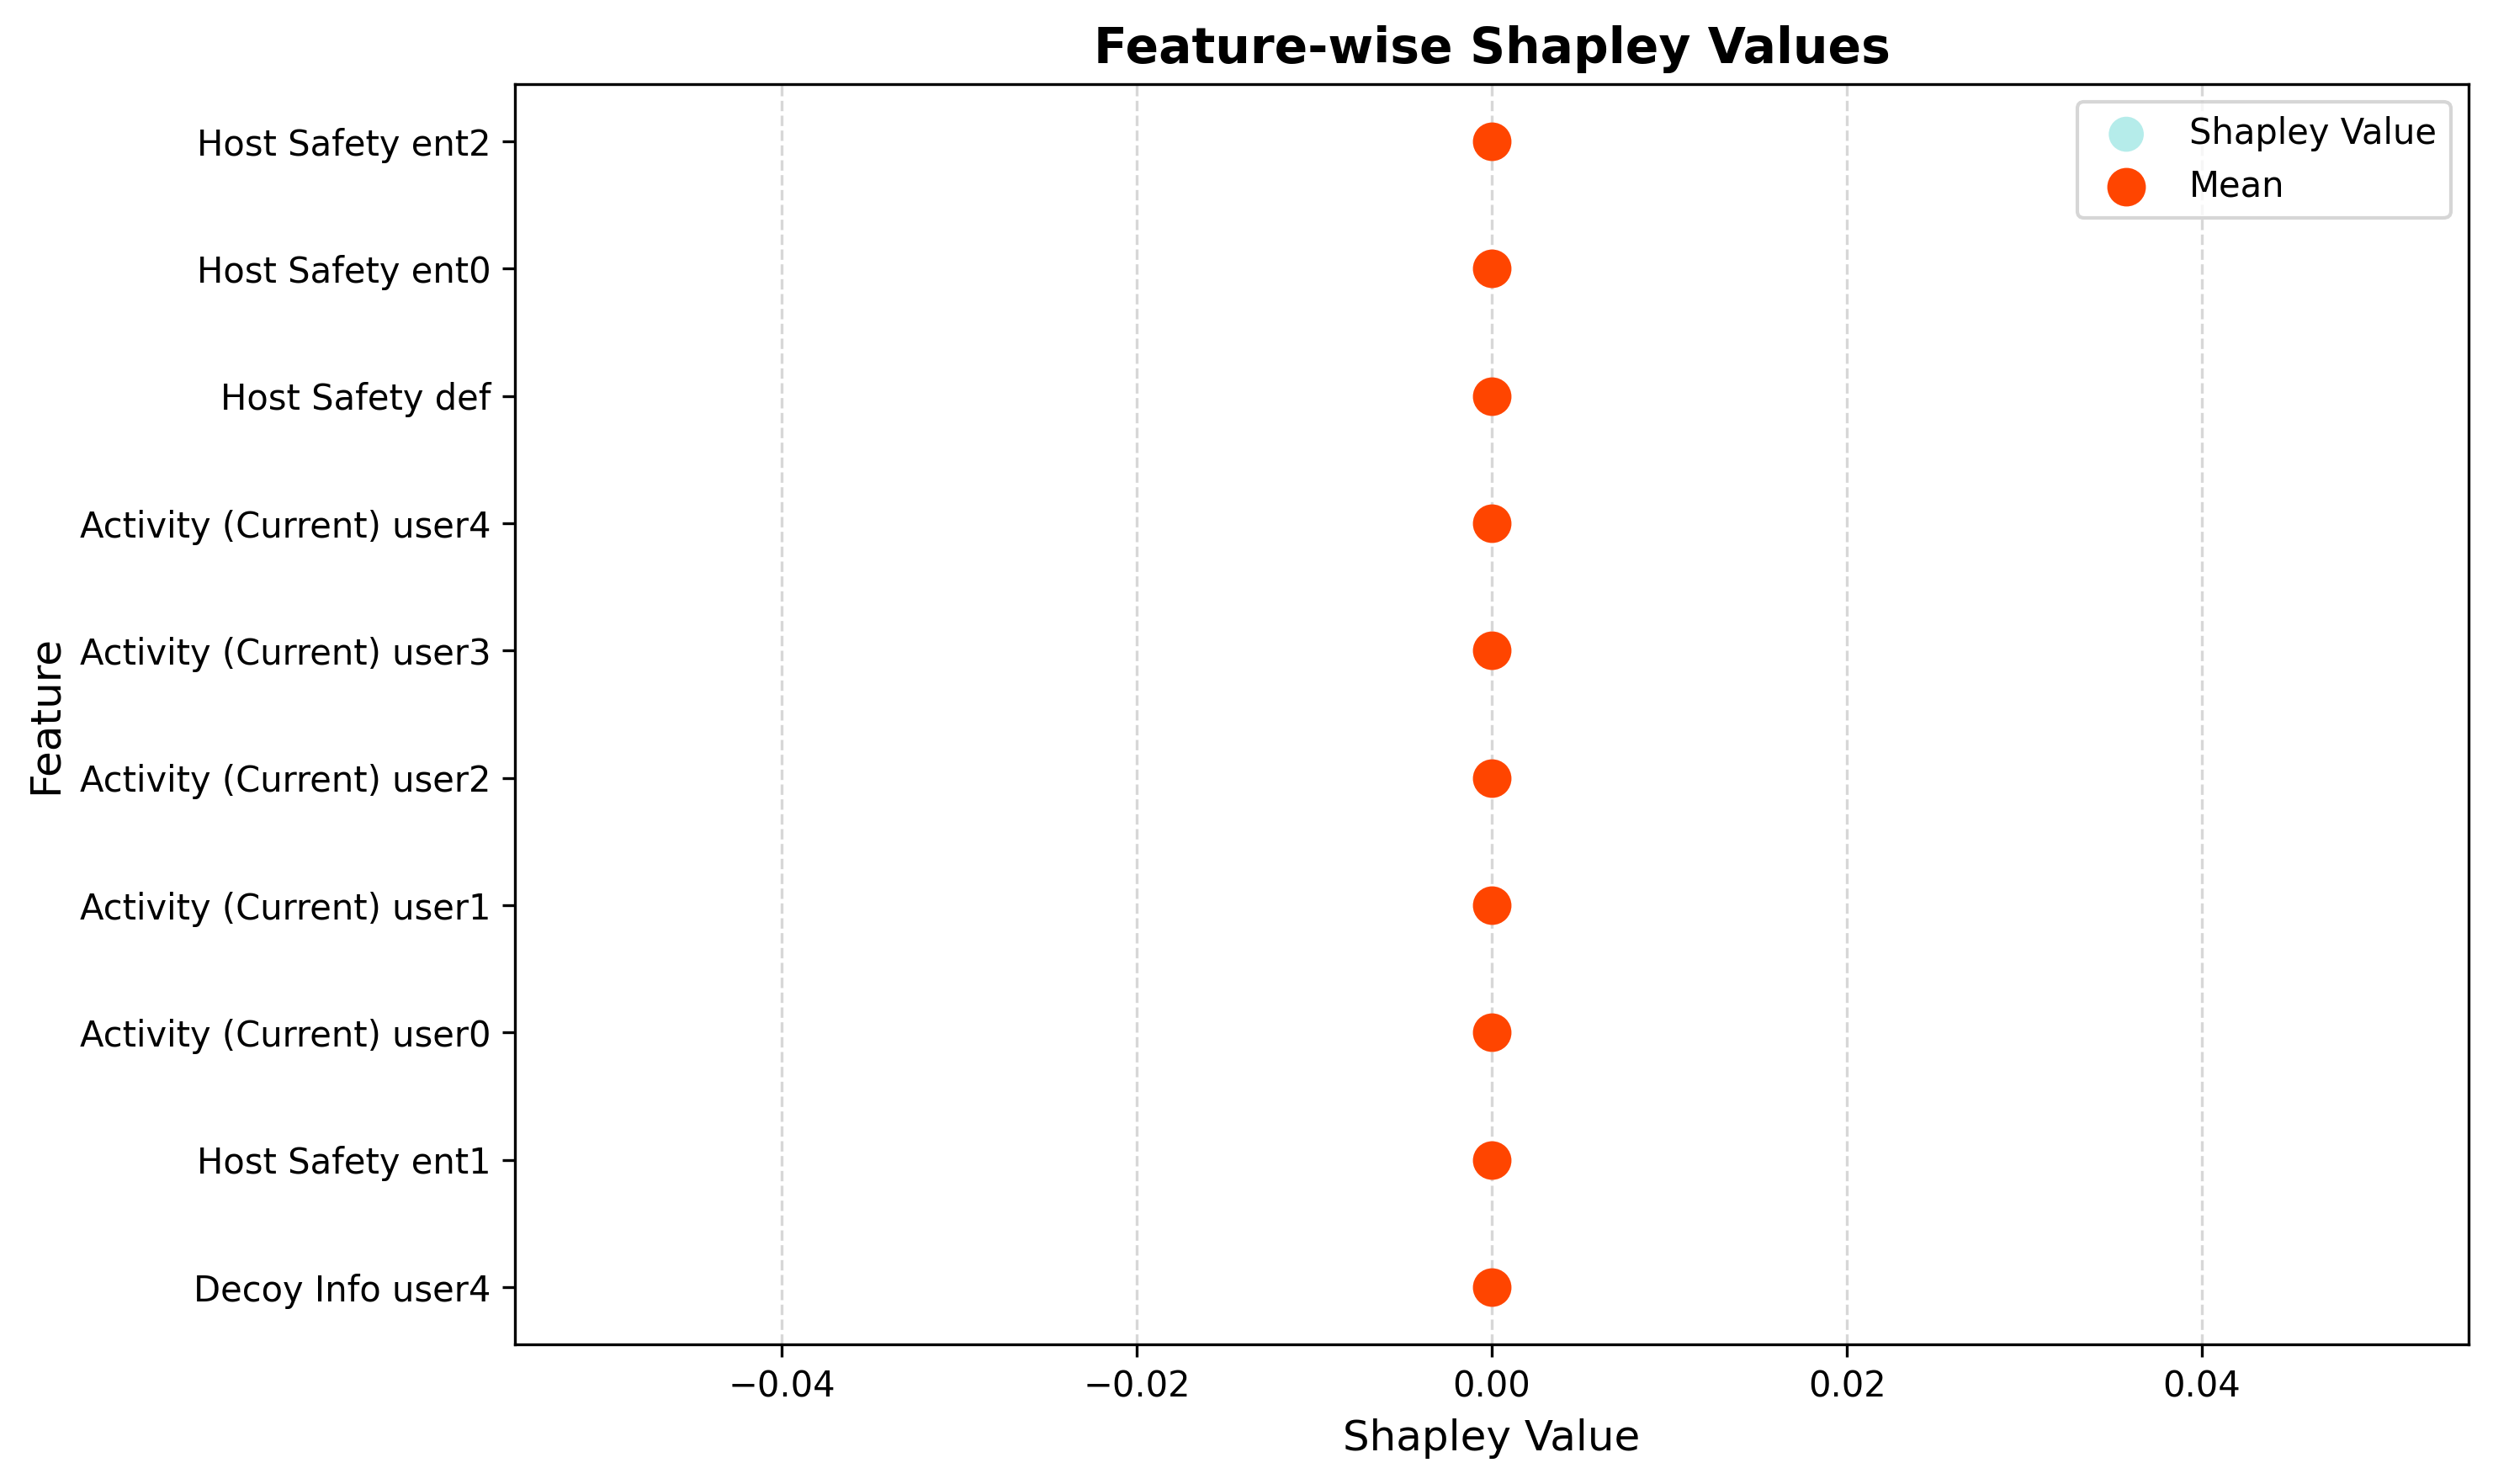 Feature-wise Shapley Values
Shapley Value
Mean
Feature
Host Safety ent2
Host Safety ent0
Host Safety def
Activity (Current) user4
Activity (Current) user3
Activity (Current) user2
Activity (Current) user1
Activity (Current) user0
Host Safety ent1
Decoy Info user4
−0.04 −0.02 0.00 0.02 0.04
Shapley Value